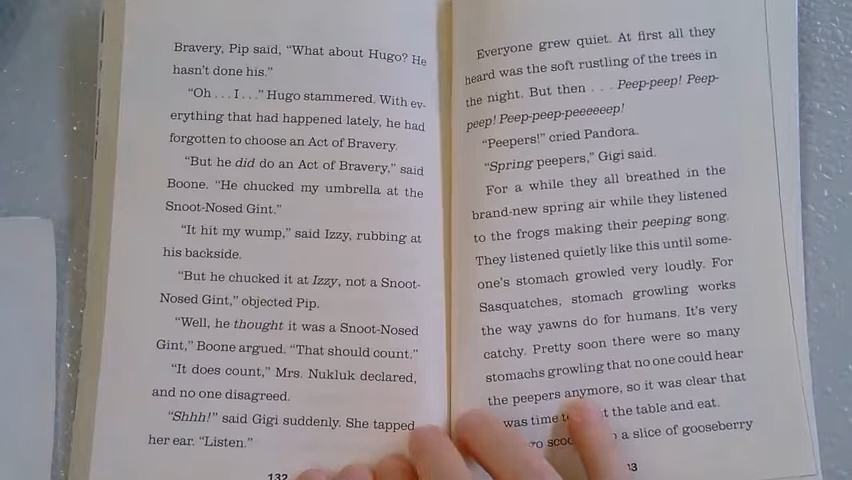 Bravery, Pip said, “What about Hugo? He
hasn’t done his.”
“Oh . . . I . . .” Hugo stammered. With ev-
erything that had happened lately, he had
forgotten to choose an Act of Bravery.
“But he did do an Act of Bravery,” said
Boone. “He chucked my umbrella at the
Snoot-Nosed Gint.”
“It hit my wump,” said Izzy, rubbing at
his backside.
“But he chucked it at Izzy, not a Snoot-
Nosed Gint,” objected Pip.
“Well, he thought it was a Snoot-Nosed
Gint,” Boone argued. “That should count.”
“It does count,” Mrs. Nukluk declared,
and no one disagreed.
“Shhh!” said Gigi suddenly. She tapped
her ear. “Listen.”
132
Everyone grew quiet. At first all they
heard was the soft rustling of the trees in
the night. But then . . . Peep-peep! Peep-
peep! Peep-peep-peeeeeep!
“Peepers!” cried Pandora.
“Spring peepers,” Gigi said.
For a while they all breathed in the
brand-new spring air while they listened
to the frogs making their peeping song.
They listened quietly like this until some-
one’s stomach growled very loudly. For
Sasquatches, stomach growling works
the way yawns do for humans. It’s very
catchy. Pretty soon there were so many
stomachs growling that no one could hear
the peepers anymore, so it was clear that
was time the table and eat.
a slice of gooseberry